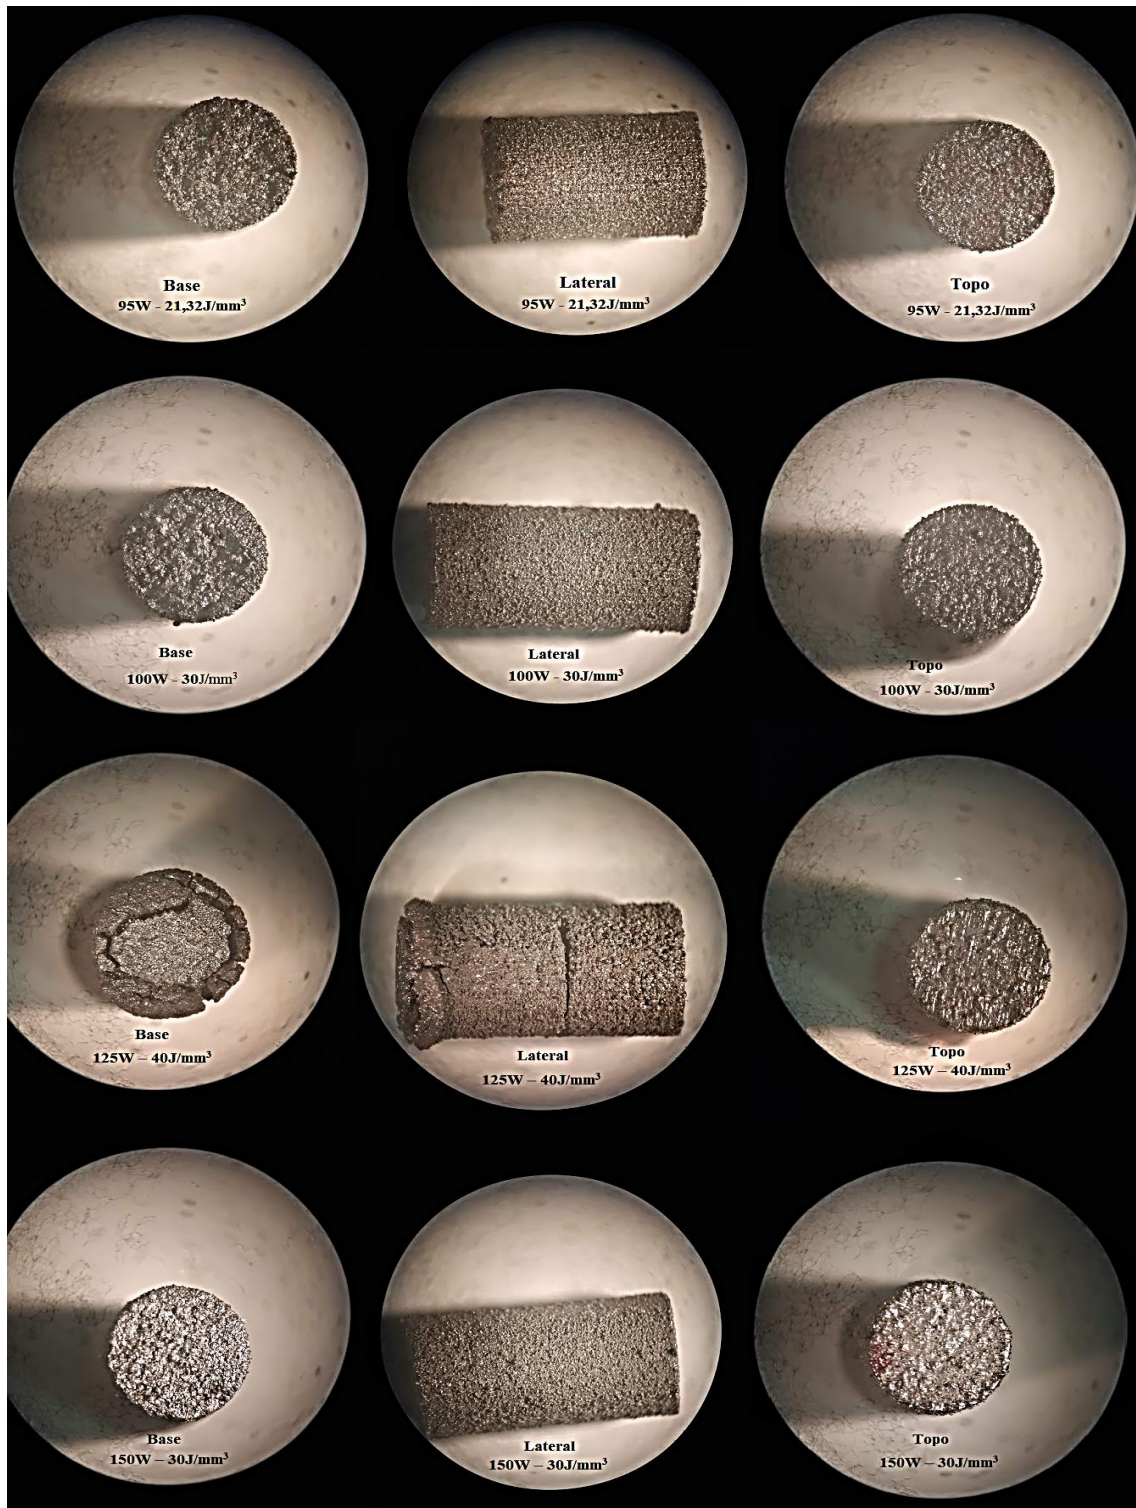 Base
95W - 21,32J/mm³
Lateral
95W - 21,32J/mm³
Topo
95W - 21,32J/mm³
Base
100W - 30J/mm³
Lateral
100W - 30J/mm³
Topo
100W - 30J/mm³
Base
125W – 40J/mm³
Lateral
125W – 40J/mm³
Topo
125W – 40J/mm³
Base
150W – 30J/mm³
Lateral
150W – 30J/mm³
Topo
150W – 30J/mm³